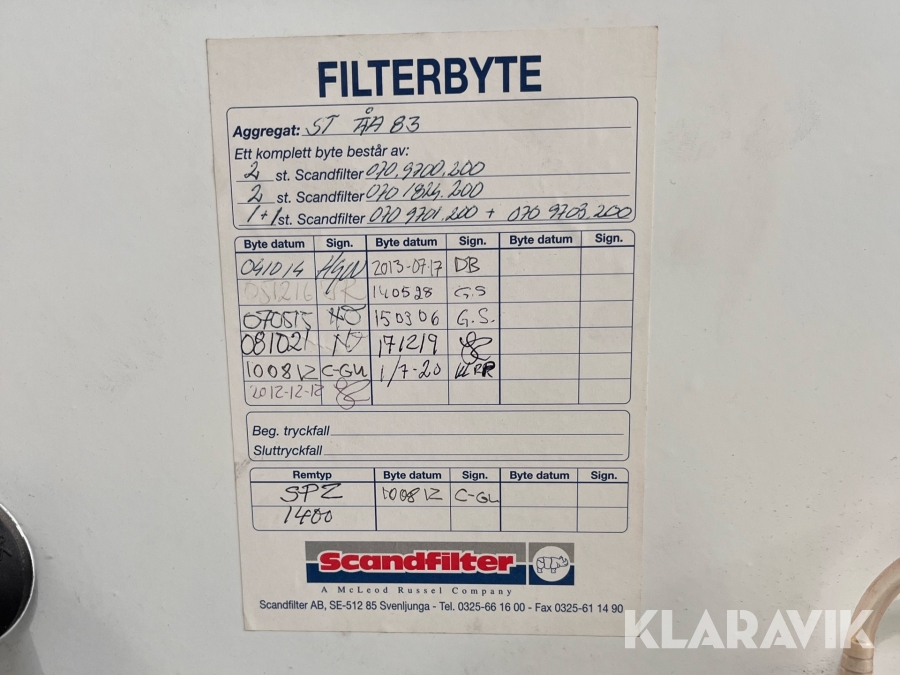 FILTERBYTE
Aggregat: ST ÅA 83
Ett komplett byte består av:
2 st. Scandfilter 070.9700.200
2 st. Scandfilter 070 1824.200
1+1 st. Scandfilter 070 9701.200 + 070 9703.200
Byte datum Sign. Byte datum Sign. Byte datum Sign.
041014 2013-07-17 DB
051216 140528 G.S
070515 150306 G.S.
081021 171219
100812 C-GU 1/7-20
2012-12-12
Beg. tryckfall
Sluttryckfall
Remtyp Byte datum Sign. Byte datum Sign.
SPZ 100812 C-GU
1400
Scandfilter
A McLeod Russel Company
Scandfilter AB, SE-512 85 Svenljunga - Tel. 0325-66 16 00 - Fax 0325-61 14 90
KLARAVIK